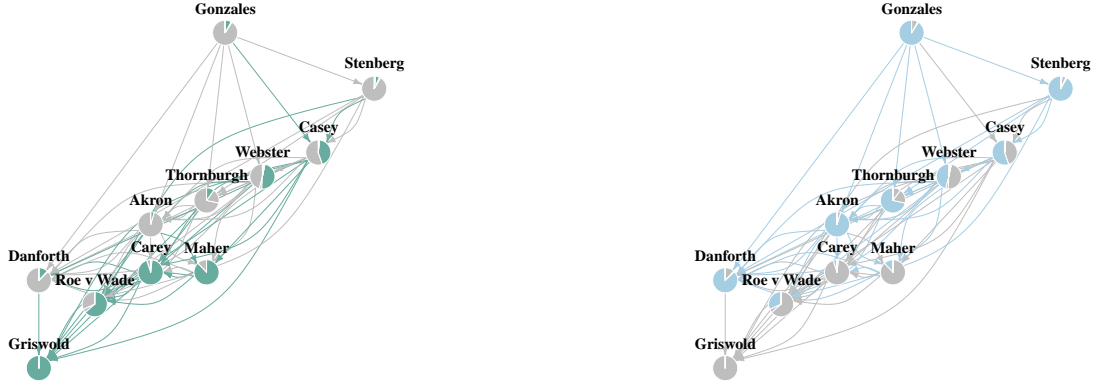 Gonzales
Stenberg
Casey
Webster
Thornburgh
Akron
Carey
Maher
Danforth
Roe v Wade
Griswold
Gonzales
Stenberg
Casey
Webster
Thornburgh
Akron
Carey
Maher
Danforth
Roe v Wade
Griswold